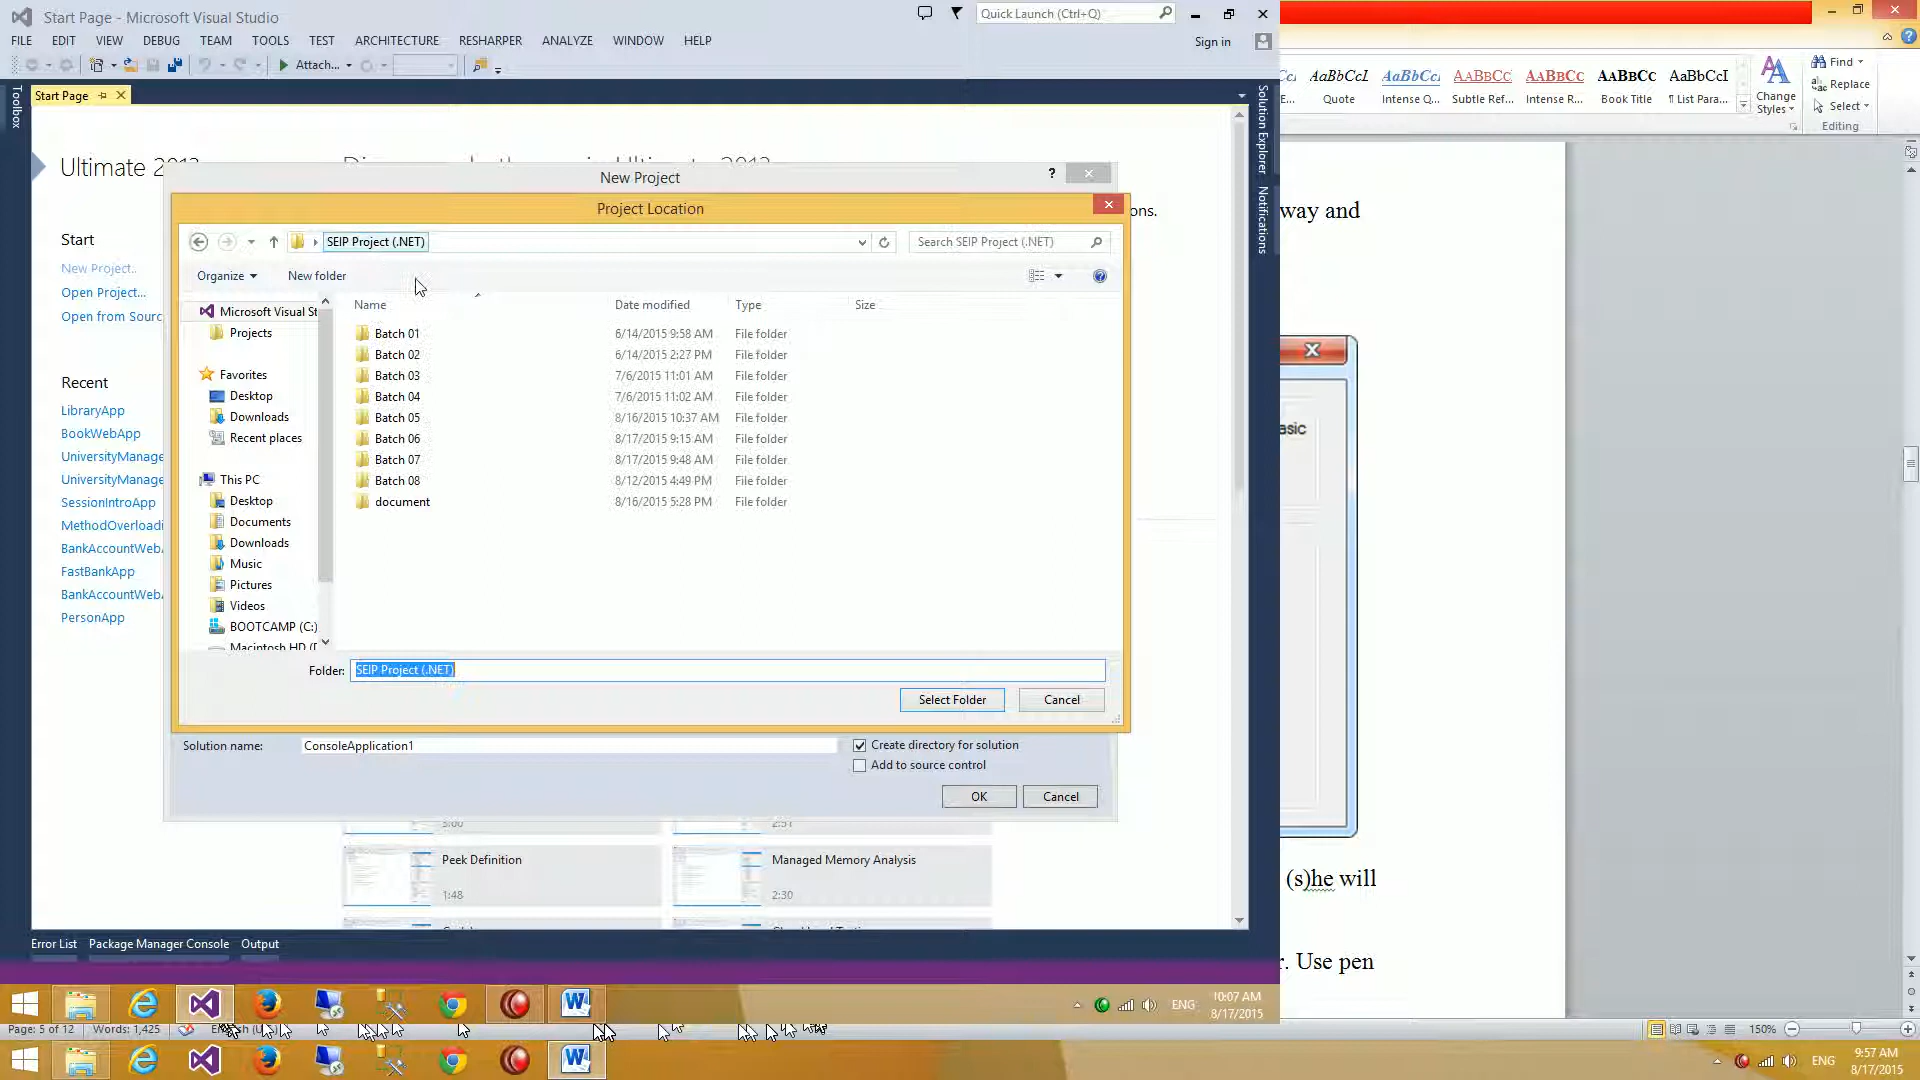 Start Page - Microsoft Visual Studio
Quick Launch (Ctrl+Q)
FILE EDIT VIEW DEBUG TEAM TOOLS TEST ARCHITECTURE RESHARPER ANALYZE WINDOW HELP
Sign in
Attach...
Start Page
Toolbox
Solution Explorer
Notifications
Ultimate 2013
New Project
?
ons.
Project Location
SEIP Project (.NET)
Search SEIP Project (.NET)
Organize
New folder
Start
New Project..
Open Project...
Open from Sourc
Recent
LibraryApp
BookWebApp
UniversityManage
UniversityManage
SessionIntroApp
MethodOverloadi
BankAccountWeb
FastBankApp
BankAccountWeb
PersonApp
Microsoft Visual St
Projects
Favorites
Desktop
Downloads
Recent places
This PC
Desktop
Documents
Downloads
Music
Pictures
Videos
BOOTCAMP (C:)
Macintosh HD (
Name Date modified Type Size
Batch 01 6/14/2015 9:58 AM File folder
Batch 02 6/14/2015 2:27 PM File folder
Batch 03 7/6/2015 11:01 AM File folder
Batch 04 7/6/2015 11:02 AM File folder
Batch 05 8/16/2015 10:37 AM File folder
Batch 06 8/17/2015 9:15 AM File folder
Batch 07 8/17/2015 9:48 AM File folder
Batch 08 8/12/2015 4:49 PM File folder
document 8/16/2015 5:28 PM File folder
Folder: SEIP Project (.NET)
Select Folder Cancel
Solution name: ConsoleApplication1
Create directory for solution
Add to source control
OK Cancel
Peek Definition
1:48
Managed Memory Analysis
2:30
Error List Package Manager Console Output
ENG
10:07 AM
8/17/2015
AaBbCcI AaBbCcI AABBCC AABBCC AABBCC AaBbCcI
E... Quote Intense Q... Subtle Ref... Intense R... Book Title ¶ List Para...
Change Styles
Find
Replace
Select
Editing
way and
asic
(s)he will
r. Use pen
Page: 5 of 12 Words: 1,425
150%
ENG
9:57 AM
8/17/2015